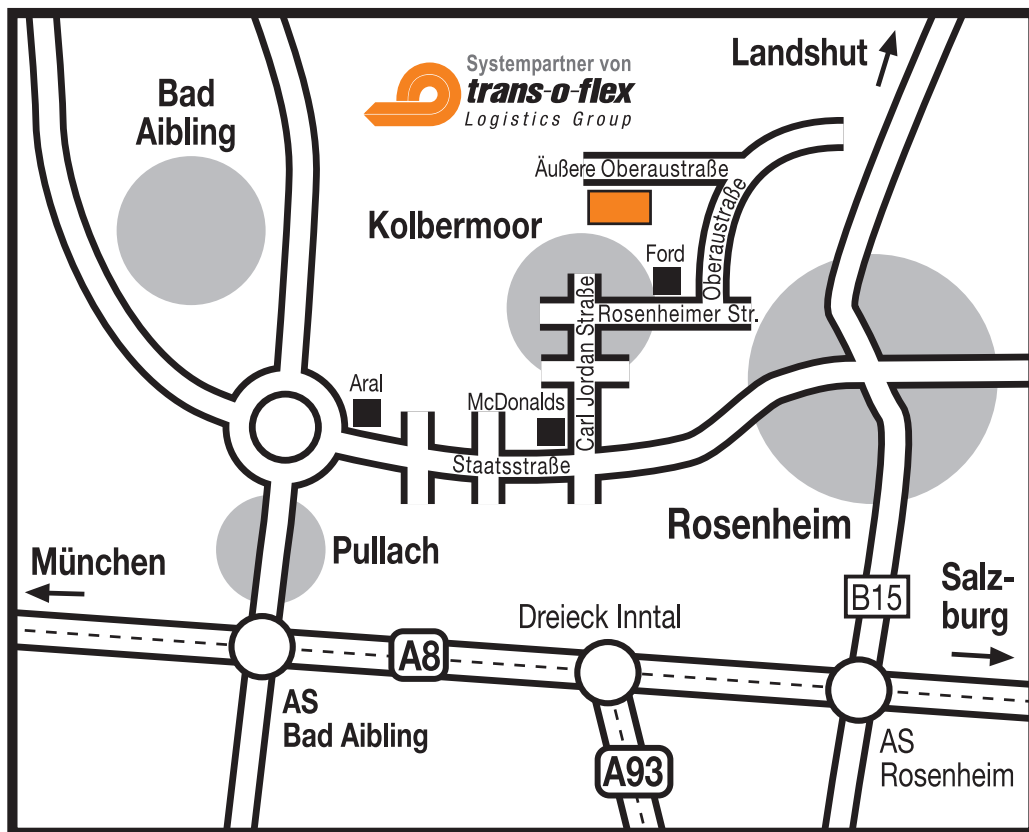 Landshut
Systempartner von
trans-o-flex
Logistics Group
Bad
Aibling
Äußere Oberaustraße
Kolbermoor
Ford
Oberaustraße
Rosenheimer Str.
Carl Jordan Straße
Aral
McDonalds
Staatsstraße
Rosenheim
Pullach
München
Salz-
burg
B15
Dreieck Inntal
A8
AS
Bad Aibling
A93
AS
Rosenheim